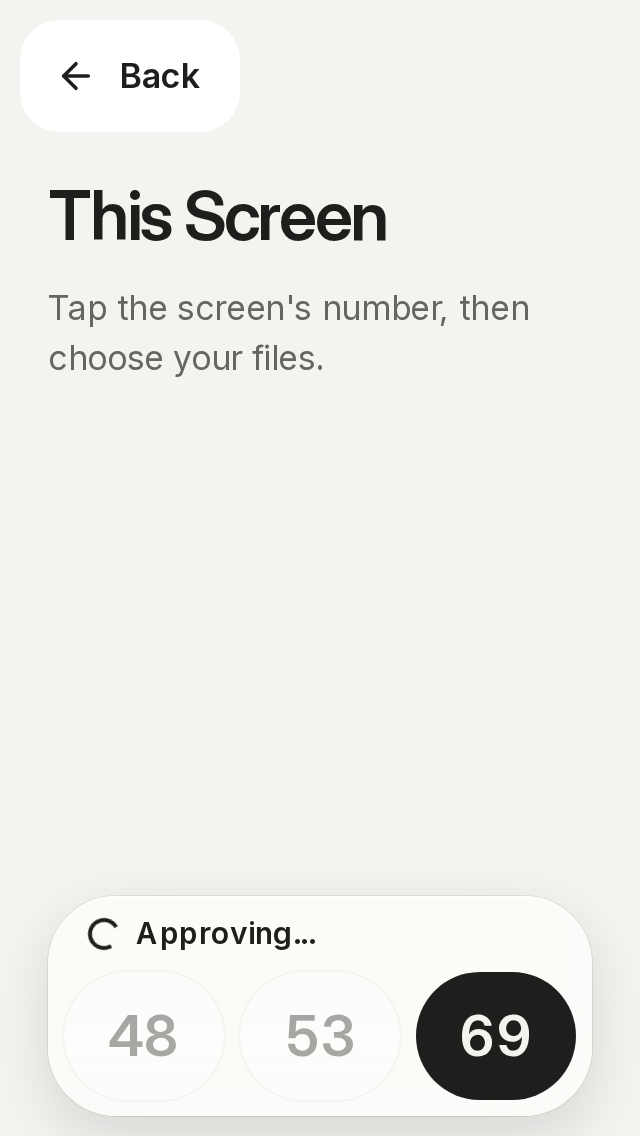 Back
This Screen
Tap the screen's number, then
choose your files.
Approving...
48 53 69